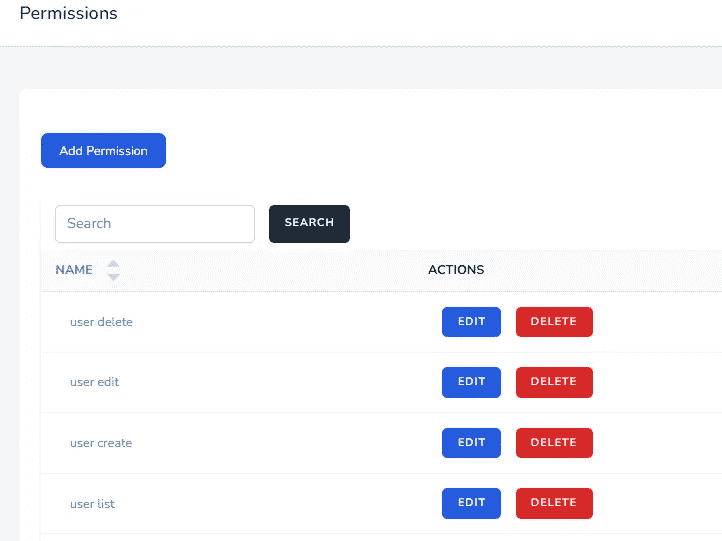 Permissions
Add Permission
Search SEARCH
NAME ACTIONS
user delete EDIT DELETE
user edit EDIT DELETE
user create EDIT DELETE
user list EDIT DELETE